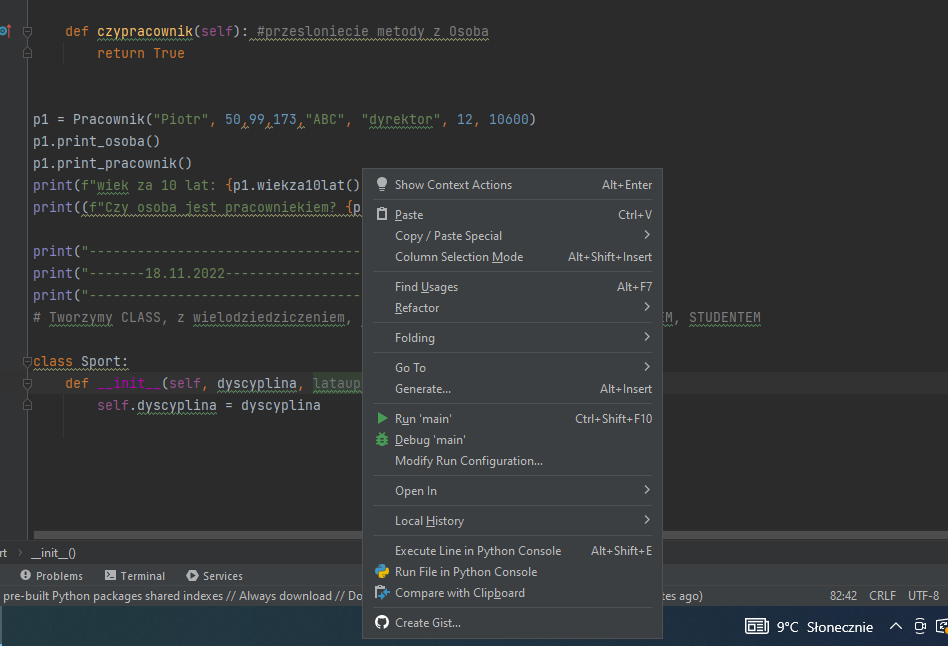 def czypracownik(self): #przesloniecie metody z Osoba
return True
p1 = Pracownik("Piotr", 50,99,173,"ABC", "dyrektor", 12, 10600)
p1.print_osoba()
p1.print_pracownik()
print(f"wiek za 10 lat: {p1.wiekza10lat()
print((f"Czy osoba jest pracowniekiem? {p
print("----------------------------------
print("-------18.11.2022-----------------
print("----------------------------------
# Tworzymy CLASS, z wielodziedziczeniem, EM, STUDENTEM
class Sport:
def __init__(self, dyscyplina, lataup
self.dyscyplina = dyscyplina
Show Context Actions Alt+Enter
Paste Ctrl+V
Copy / Paste Special
Column Selection Mode Alt+Shift+Insert
Find Usages Alt+F7
Refactor
Folding
Go To
Generate... Alt+Insert
Run 'main' Ctrl+Shift+F10
Debug 'main'
Modify Run Configuration...
Open In
Local History
Execute Line in Python Console Alt+Shift+E
Run File in Python Console
Compare with Clipboard
Create Gist...
rt › __init__()
Problems Terminal Services
pre-built Python packages shared indexes // Always download // Do tes ago) 82:42 CRLF UTF-8
9°C Słonecznie